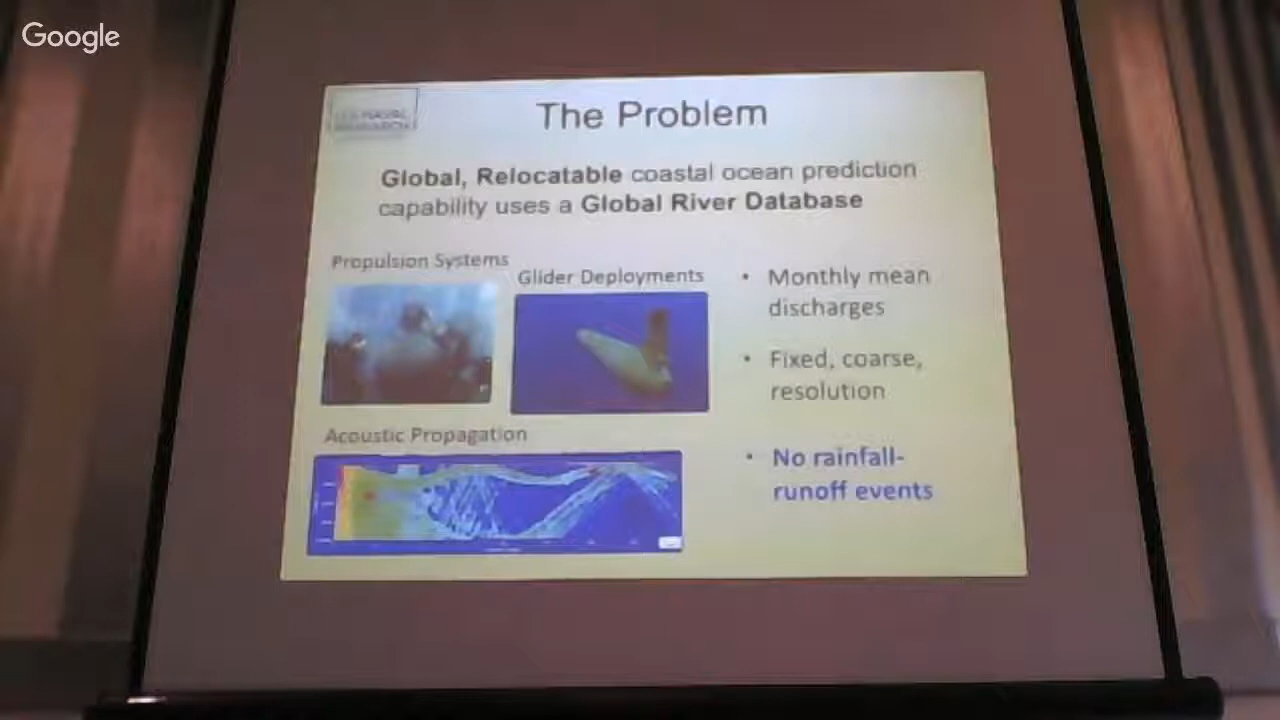 Google
The Problem
Global, Relocatable coastal ocean prediction
capability uses a Global River Database
Propulsion Systems
Glider Deployments
Acoustic Propagation
• Monthly mean
discharges
• Fixed, coarse,
resolution
• No rainfall-
runoff events